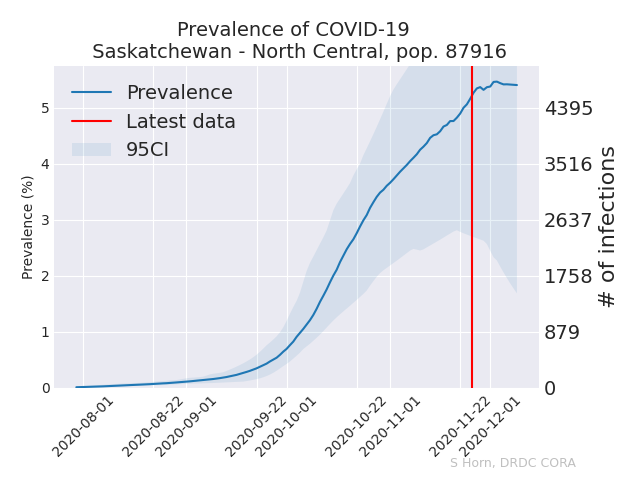 Prevalence of COVID-19
Saskatchewan - North Central, pop. 87916
Prevalence
Latest data
95CI
Prevalence (%)
5
4
3
2
1
0
4395
3516
2637
1758
879
0
# of infections
2020-08-01
2020-08-22
2020-09-01
2020-09-22
2020-10-01
2020-10-22
2020-11-01
2020-11-22
2020-12-01
S Horn, DRDC CORA